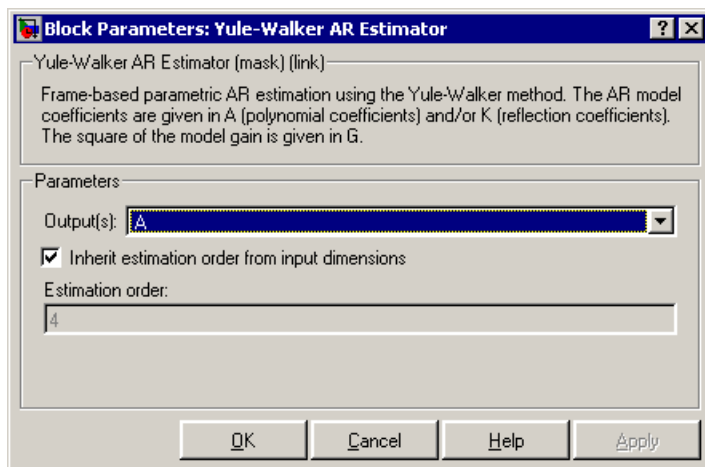 Block Parameters: Yule-Walker AR Estimator
Yule-Walker AR Estimator (mask) (link)
Frame-based parametric AR estimation using the Yule-Walker method. The AR model
coefficients are given in A (polynomial coefficients) and/or K (reflection coefficients).
The square of the model gain is given in G.
Parameters
Output(s): A
Inherit estimation order from input dimensions
Estimation order:
4
OK Cancel Help Apply